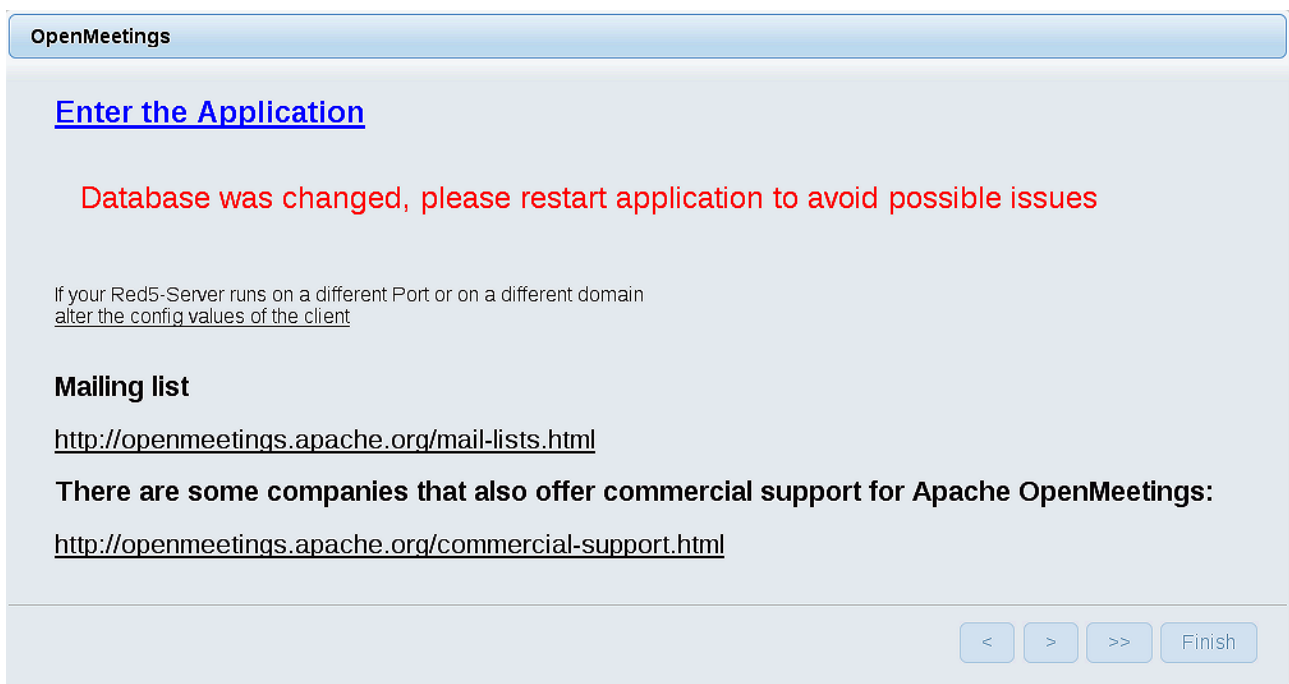 OpenMeetings
Enter the Application
Database was changed, please restart application to avoid possible issues
If your Red5-Server runs on a different Port or on a different domain
alter the config values of the client
Mailing list
http://openmeetings.apache.org/mail-lists.html
There are some companies that also offer commercial support for Apache OpenMeetings:
http://openmeetings.apache.org/commercial-support.html
< > >> Finish